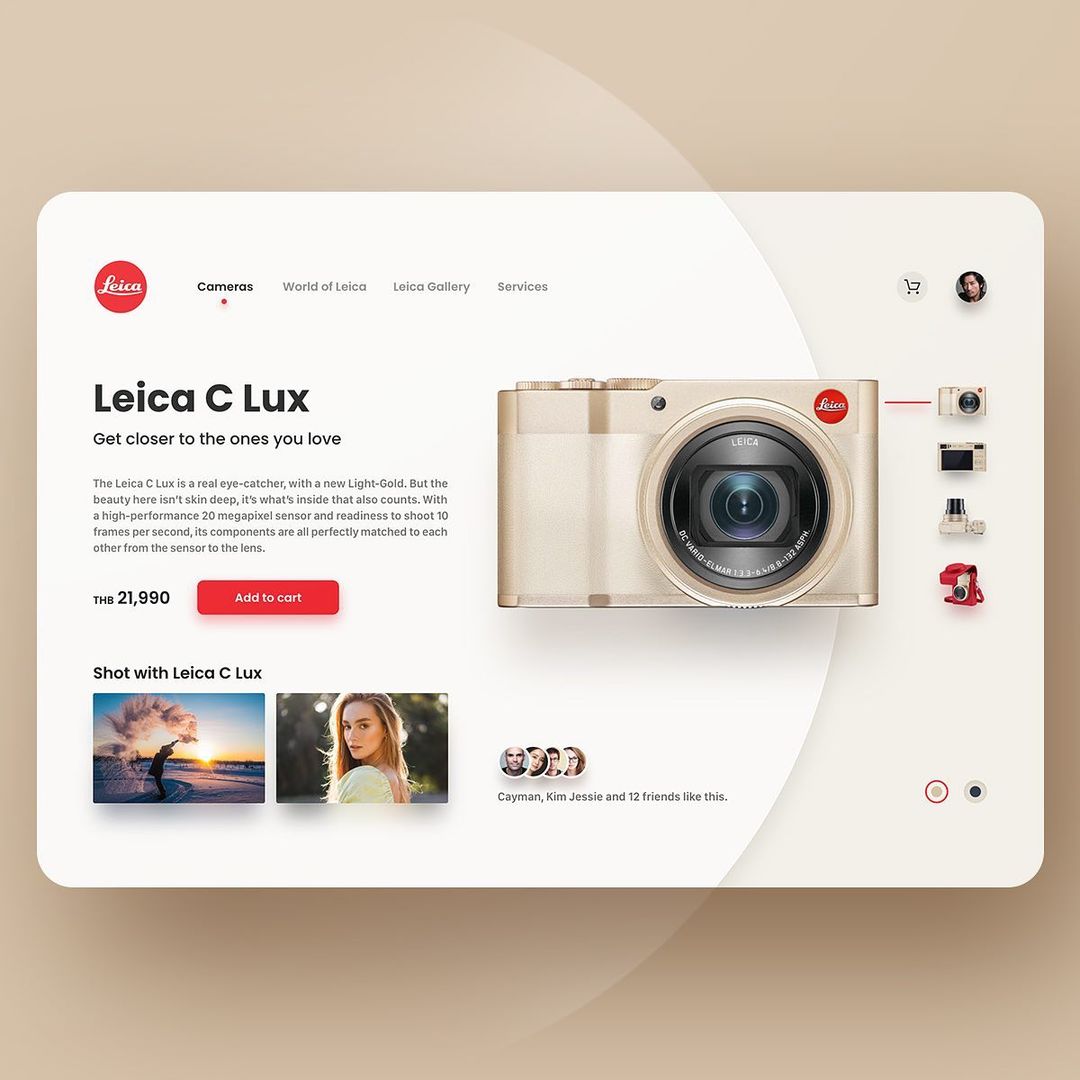 Leica
Cameras
World of Leica
Leica Gallery
Services
Leica C Lux
Get closer to the ones you love
The Leica C Lux is a real eye-catcher, with a new Light-Gold. But the
beauty here isn’t skin deep, it’s what’s inside that also counts. With
a high-performance 20 megapixel sensor and readiness to shoot 10
frames per second, its components are all perfectly matched to each
other from the sensor to the lens.
THB 21,990
Add to cart
Shot with Leica C Lux
Leica
LEICA
DC VARIO-ELMAR 1:3.3-6.4/8.8-132 ASPH.
Cayman, Kim Jessie and 12 friends like this.